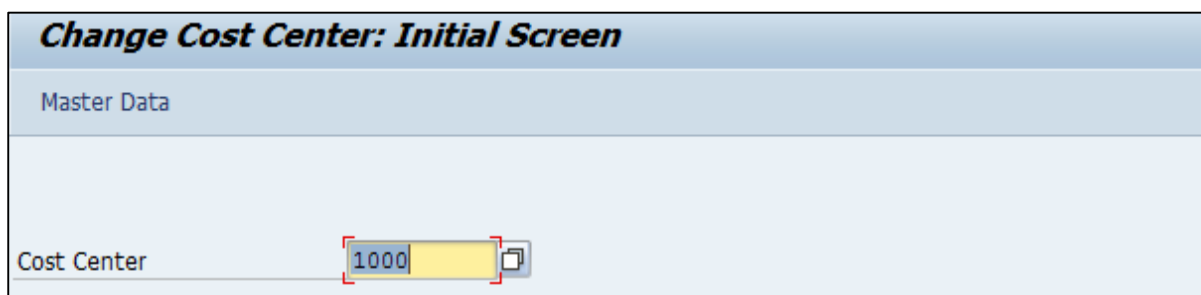 Change Cost Center: Initial Screen
Master Data
Cost Center 1000